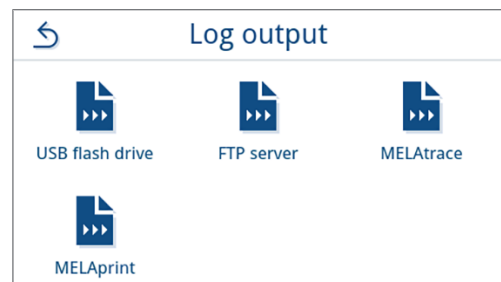 Log output
USB flash drive
FTP server
MELAtrace
MELAprint